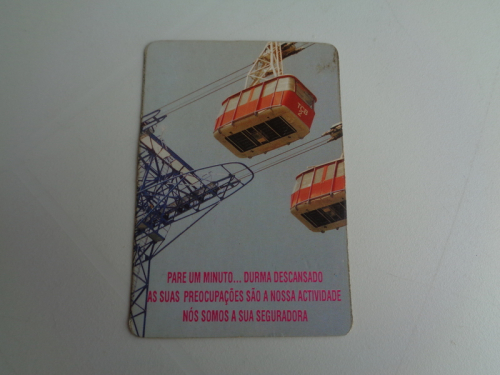 PARE UM MINUTO... DURMA DESCANSADO
AS SUAS PREOCUPAÇÕES SÃO A NOSSA ACTIVIDADE
NÓS SOMOS A SUA SEGURADORA